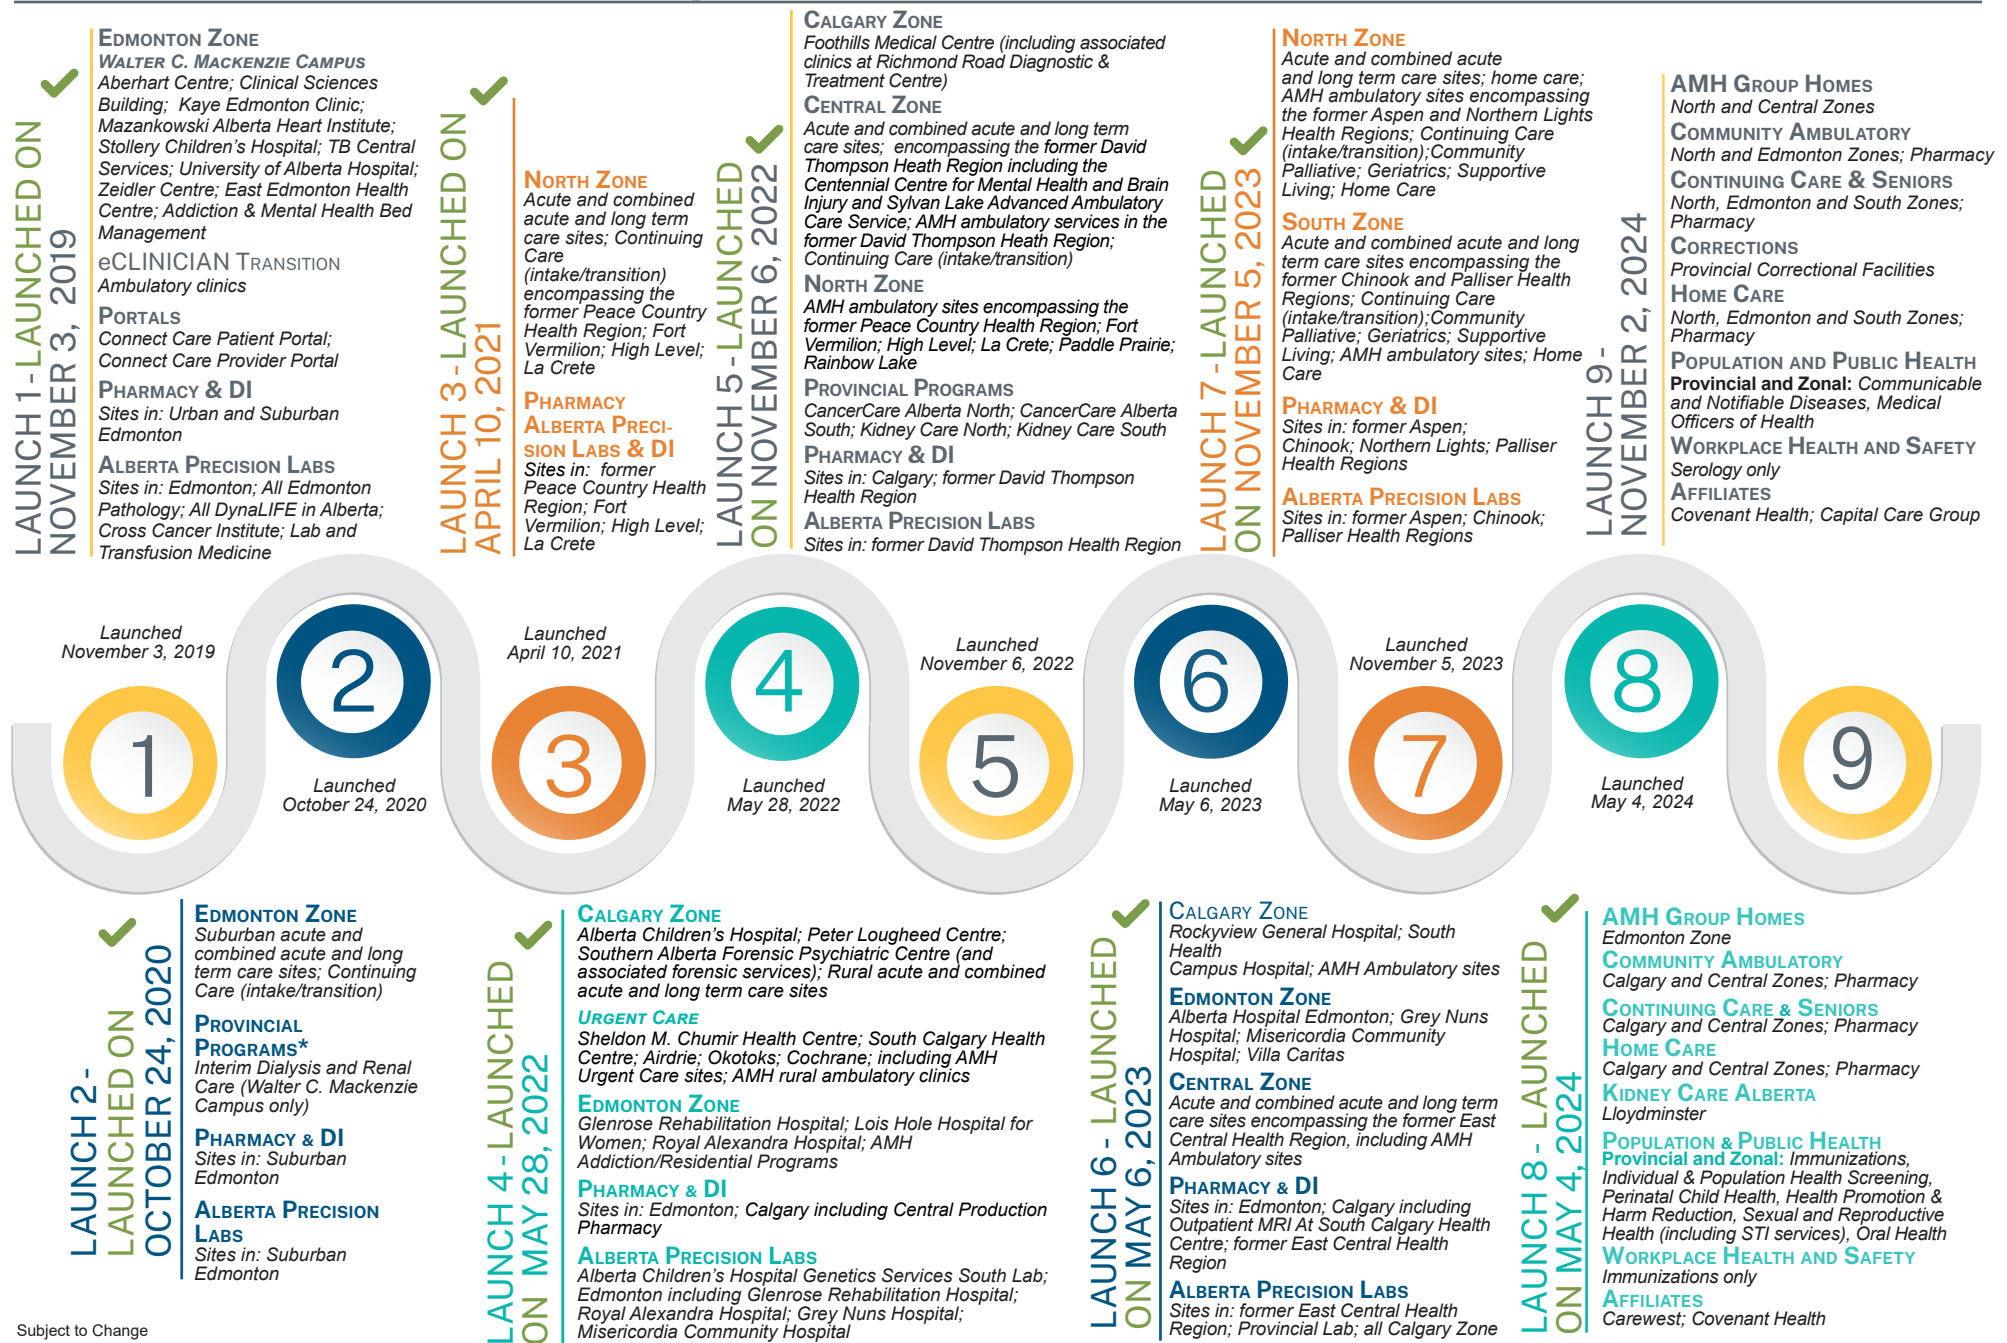 LAUNCH 1 - LAUNCHED ON
NOVEMBER 3, 2019
EDMONTON ZONE
WALTER C. MACKENZIE CAMPUS
Aberhart Centre; Clinical Sciences
Building; Kaye Edmonton Clinic;
Mazankowski Alberta Heart Institute;
Stollery Children's Hospital; TB Central
Services; University of Alberta Hospital;
Zeidler Centre; East Edmonton Health
Centre; Addiction & Mental Health Bed
Management
eCLINICIAN TRANSITION
Ambulatory clinics
PORTALS
Connect Care Patient Portal;
Connect Care Provider Portal
PHARMACY & DI
Sites in: Urban and Suburban
Edmonton
ALBERTA PRECISION LABS
Sites in: Edmonton; All Edmonton
Pathology; All DynaLIFE in Alberta;
Cross Cancer Institute; Lab and
Transfusion Medicine
LAUNCH 3 - LAUNCHED ON
APRIL 10, 2021
NORTH ZONE
Acute and combined
acute and long term
care sites; Continuing
Care
(intake/transition)
encompassing the
former Peace Country
Health Region; Fort
Vermilion; High Level;
La Crete
PHARMACY
ALBERTA PRECI-
SION LABS & DI
Sites in: former
Peace Country Health
Region; Fort
Vermilion; High Level;
La Crete
LAUNCH 5 - LAUNCHED
ON NOVEMBER 6, 2022
CALGARY ZONE
Foothills Medical Centre (including associated
clinics at Richmond Road Diagnostic &
Treatment Centre)
CENTRAL ZONE
Acute and combined acute and long term
care sites; encompassing the former David
Thompson Heath Region including the
Centennial Centre for Mental Health and Brain
Injury and Sylvan Lake Advanced Ambulatory
Care Service; AMH ambulatory services in the
former David Thompson Heath Region;
Continuing Care (intake/transition)
NORTH ZONE
AMH ambulatory sites encompassing the
former Peace Country Health Region; Fort
Vermilion; High Level; La Crete; Paddle Prairie;
Rainbow Lake
PROVINCIAL PROGRAMS
CancerCare Alberta North; CancerCare Alberta
South; Kidney Care North; Kidney Care South
PHARMACY & DI
Sites in: Calgary; former David Thompson
Health Region
ALBERTA PRECISION LABS
Sites in: former David Thompson Health Region
LAUNCH 7 - LAUNCHED
ON NOVEMBER 5, 2023
NORTH ZONE
Acute and combined acute
and long term care sites; home care;
AMH ambulatory sites encompassing
the former Aspen and Northern Lights
Health Regions; Continuing Care
(intake/transition);Community
Palliative; Geriatrics; Supportive
Living; Home Care
SOUTH ZONE
Acute and combined acute and long
term care sites encompassing the
former Chinook and Palliser Health
Regions; Continuing Care
(intake/transition);Community
Palliative; Geriatrics; Supportive
Living; AMH ambulatory sites; Home
Care
PHARMACY & DI
Sites in: former Aspen;
Chinook; Northern Lights; Palliser
Health Regions
ALBERTA PRECISION LABS
Sites in: former Aspen; Chinook;
Palliser Health Regions
LAUNCH 9 -
NOVEMBER 2, 2024
AMH GROUP HOMES
North and Central Zones
COMMUNITY AMBULATORY
North and Edmonton Zones; Pharmacy
CONTINUING CARE & SENIORS
North, Edmonton and South Zones;
Pharmacy
CORRECTIONS
Provincial Correctional Facilities
HOME CARE
North, Edmonton and South Zones;
Pharmacy
POPULATION AND PUBLIC HEALTH
Provincial and Zonal: Communicable
and Notifiable Diseases, Medical
Officers of Health
WORKPLACE HEALTH AND SAFETY
Serology only
AFFILIATES
Covenant Health; Capital Care Group
Launched
November 3, 2019
1
2
Launched
October 24, 2020
Launched
April 10, 2021
3
4
Launched
May 28, 2022
Launched
November 6, 2022
5
6
Launched
May 6, 2023
Launched
November 5, 2023
7
8
Launched
May 4, 2024
9
LAUNCH 2 -
LAUNCHED ON
OCTOBER 24, 2020
EDMONTON ZONE
Suburban acute and
combined acute and long
term care sites; Continuing
Care (intake/transition)
PROVINCIAL
PROGRAMS*
Interim Dialysis and Renal
Care (Walter C. Mackenzie
Campus only)
PHARMACY & DI
Sites in: Suburban
Edmonton
ALBERTA PRECISION
LABS
Sites in: Suburban
Edmonton
LAUNCH 4 - LAUNCHED
ON MAY 28, 2022
CALGARY ZONE
Alberta Children's Hospital; Peter Lougheed Centre;
Southern Alberta Forensic Psychiatric Centre (and
associated forensic services); Rural acute and combined
acute and long term care sites
URGENT CARE
Sheldon M. Chumir Health Centre; South Calgary Health
Centre; Airdrie; Okotoks; Cochrane; including AMH
Urgent Care sites; AMH rural ambulatory clinics
EDMONTON ZONE
Glenrose Rehabilitation Hospital; Lois Hole Hospital for
Women; Royal Alexandra Hospital; AMH
Addiction/Residential Programs
PHARMACY & DI
Sites in: Edmonton; Calgary including Central Production
Pharmacy
ALBERTA PRECISION LABS
Alberta Children's Hospital Genetics Services South Lab;
Edmonton including Glenrose Rehabilitation Hospital;
Royal Alexandra Hospital; Grey Nuns Hospital;
Misericordia Community Hospital
LAUNCH 6 - LAUNCHED
ON MAY 6, 2023
CALGARY ZONE
Rockyview General Hospital; South
Health
Campus Hospital; AMH Ambulatory sites
EDMONTON ZONE
Alberta Hospital Edmonton; Grey Nuns
Hospital; Misericordia Community
Hospital; Villa Caritas
CENTRAL ZONE
Acute and combined acute and long term
care sites encompassing the former East
Central Health Region, including AMH
Ambulatory sites
PHARMACY & DI
Sites in: Edmonton; Calgary including
Outpatient MRI At South Calgary Health
Centre; former East Central Health
Region
ALBERTA PRECISION LABS
Sites in: former East Central Health
Region; Provincial Lab; all Calgary Zone
LAUNCH 8 - LAUNCHED
ON MAY 4, 2024
AMH GROUP HOMES
Edmonton Zone
COMMUNITY AMBULATORY
Calgary and Central Zones; Pharmacy
CONTINUING CARE & SENIORS
Calgary and Central Zones; Pharmacy
HOME CARE
Calgary and Central Zones; Pharmacy
KIDNEY CARE ALBERTA
Lloydminster
POPULATION & PUBLIC HEALTH
Provincial and Zonal: Immunizations,
Individual & Population Health Screening,
Perinatal Child Health, Health Promotion &
Harm Reduction, Sexual and Reproductive
Health (including STI services), Oral Health
WORKPLACE HEALTH AND SAFETY
Immunizations only
AFFILIATES
Carewest; Covenant Health
Subject to Change